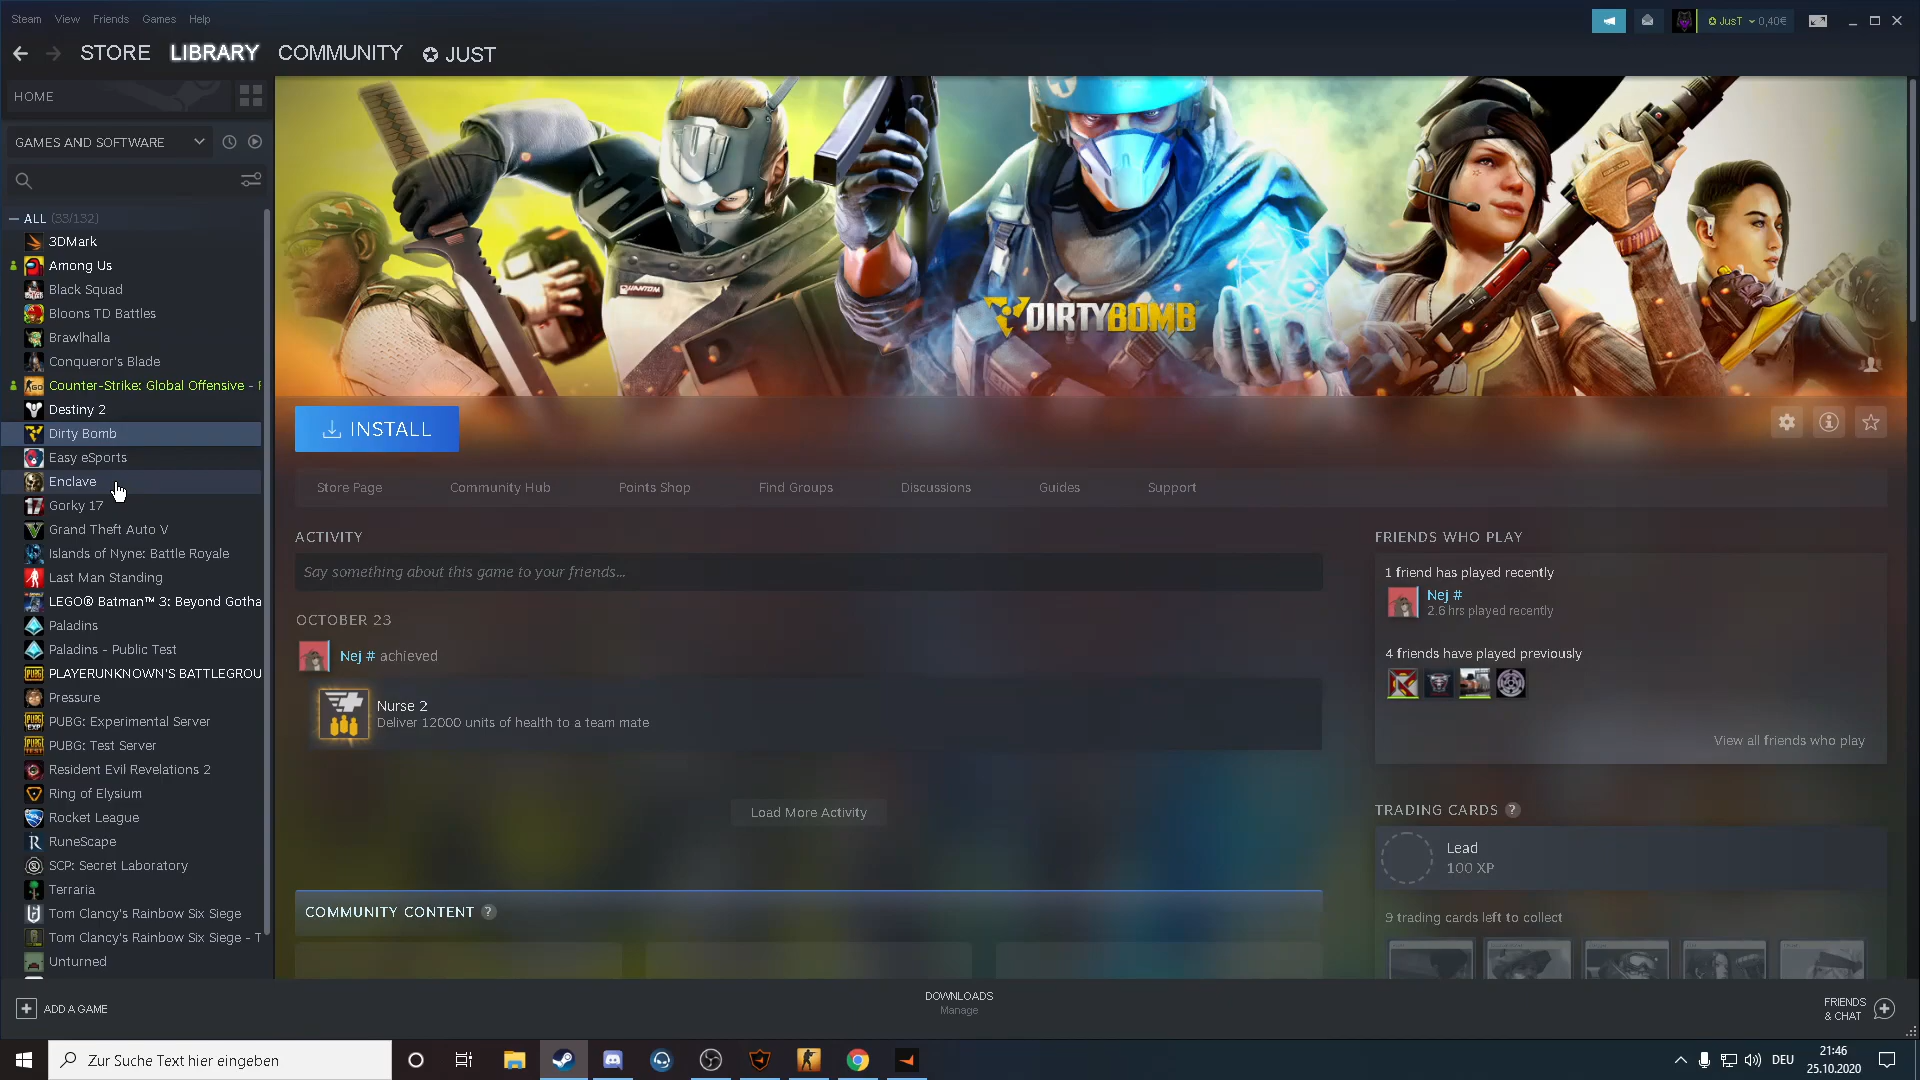 Steam View Friends Games Help
JusT 0,40€
STORE LIBRARY COMMUNITY JUST
HOME
GAMES AND SOFTWARE
ALL (33/132)
3DMark
Among Us
Black Squad
Bloons TD Battles
Brawlhalla
Conqueror's Blade
Counter-Strike: Global Offensive -
Destiny 2
Dirty Bomb
Easy eSports
Enclave
Gorky 17
Grand Theft Auto V
Islands of Nyne: Battle Royale
Last Man Standing
LEGO® Batman™ 3: Beyond Gotha
Paladins
Paladins - Public Test
PLAYERUNKNOWN'S BATTLEGROU
Pressure
PUBG: Experimental Server
PUBG: Test Server
Resident Evil Revelations 2
Ring of Elysium
Rocket League
RuneScape
SCP: Secret Laboratory
Terraria
Tom Clancy's Rainbow Six Siege
Tom Clancy's Rainbow Six Siege - T
Unturned
ADD A GAME
PHANTOM
DIRTYBOMB
INSTALL
Store Page Community Hub Points Shop Find Groups Discussions Guides Support
ACTIVITY
Say something about this game to your friends...
OCTOBER 23
Nej # achieved
Nurse 2
Deliver 12000 units of health to a team mate
Load More Activity
COMMUNITY CONTENT ?
FRIENDS WHO PLAY
1 friend has played recently
Nej #
2.6 hrs played recently
4 friends have played previously
View all friends who play
TRADING CARDS ?
Lead
100 XP
9 trading cards left to collect
DOWNLOADS
Manage
FRIENDS
& CHAT
Zur Suche Text hier eingeben
DEU
21:46
25.10.2020